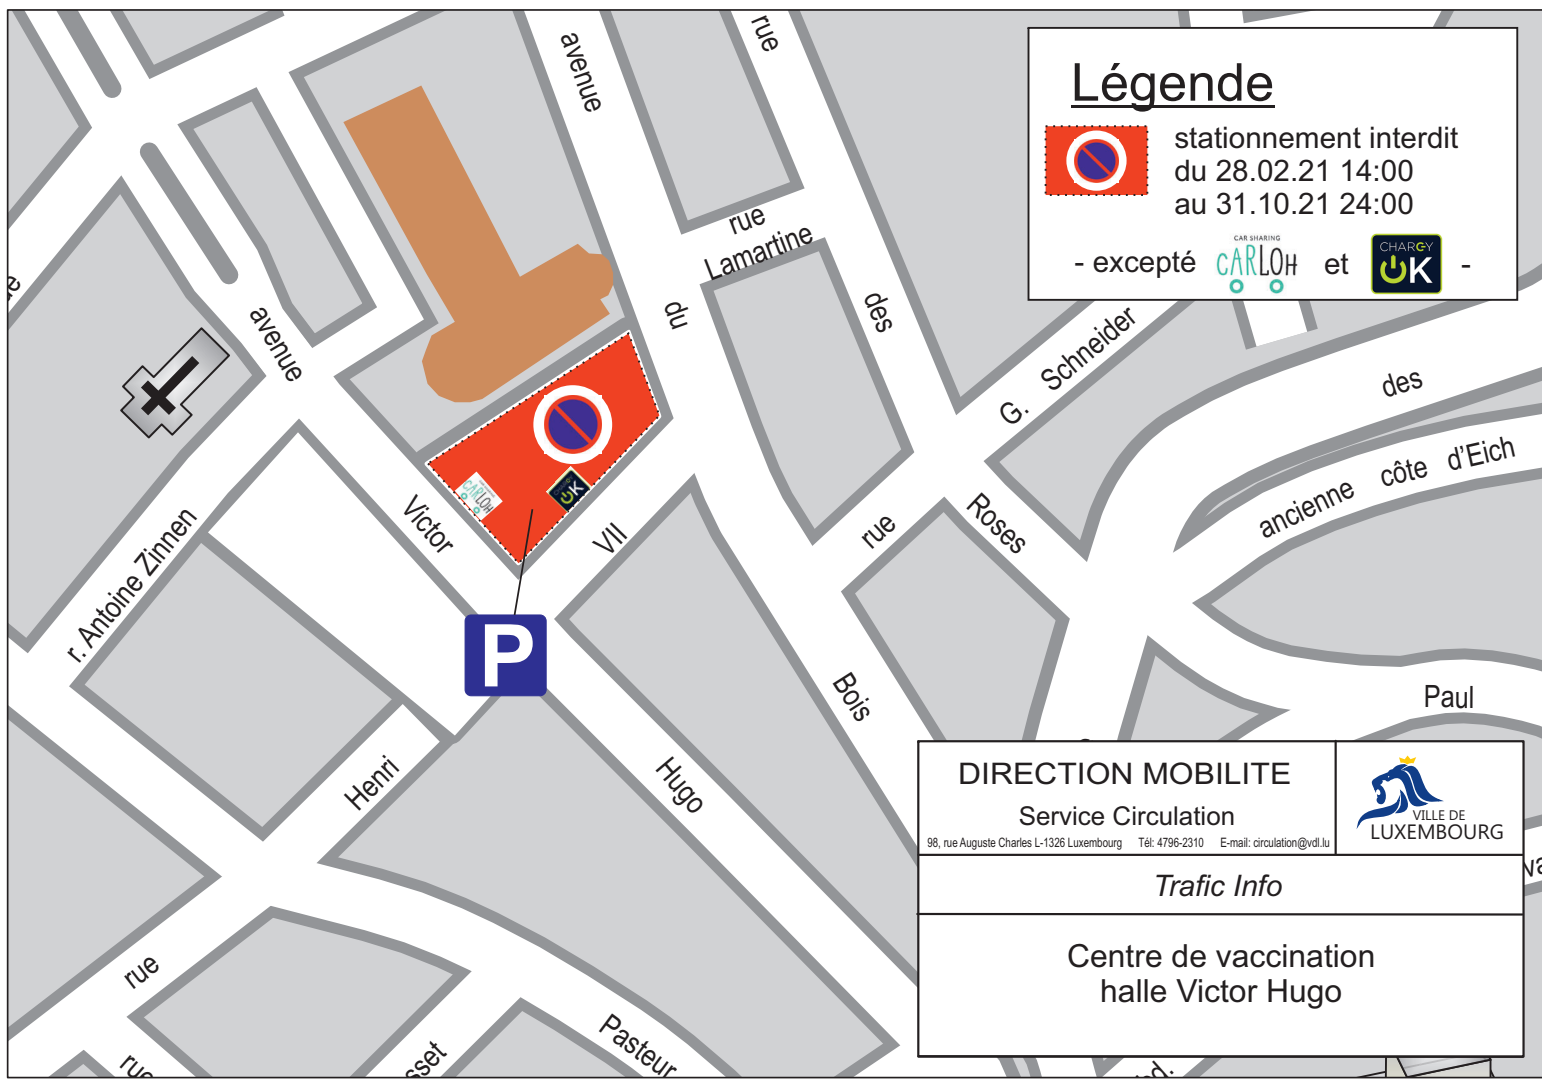 Légende
stationnement interdit
du 28.02.21 14:00
au 31.10.21 24:00
- excepté CAR SHARING CARLOH et CHARGY OK -
avenue
rue
rue
Lamartine
du
des
G. Schneider
des
ancienne côte d'Eich
avenue
CARLOH
CHARGY OK
Victor
VII
rue
Roses
r. Antoine Zinnen
P
Bois
Paul
Henri
Hugo
rue
Pasteur
DIRECTION MOBILITE
Service Circulation
98, rue Auguste Charles L-1326 Luxembourg Tél: 4796-2310 E-mail: circulation@vdl.lu
VILLE DE
LUXEMBOURG
Trafic Info
Centre de vaccination
halle Victor Hugo